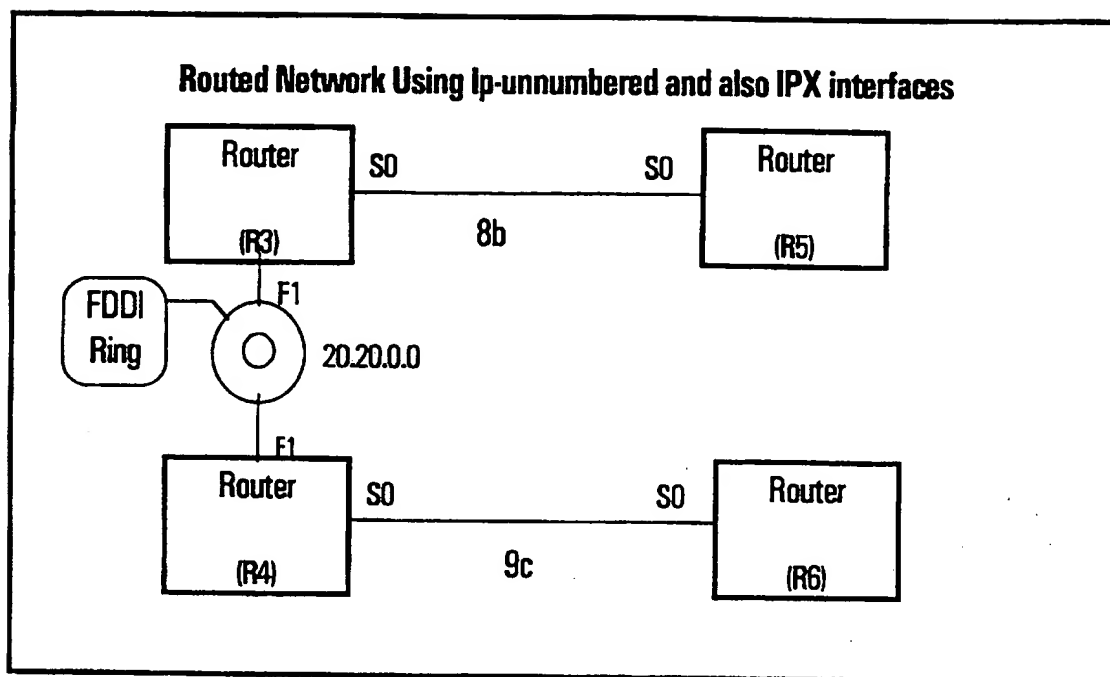 Routed Network Using Ip-unnumbered and also IPX interfaces
Router
S0
S0
Router
8b
(R3)
(R5)
F1
FDDI
Ring
20.20.0.0
F1
Router
S0
S0
Router
9c
(R4)
(R6)